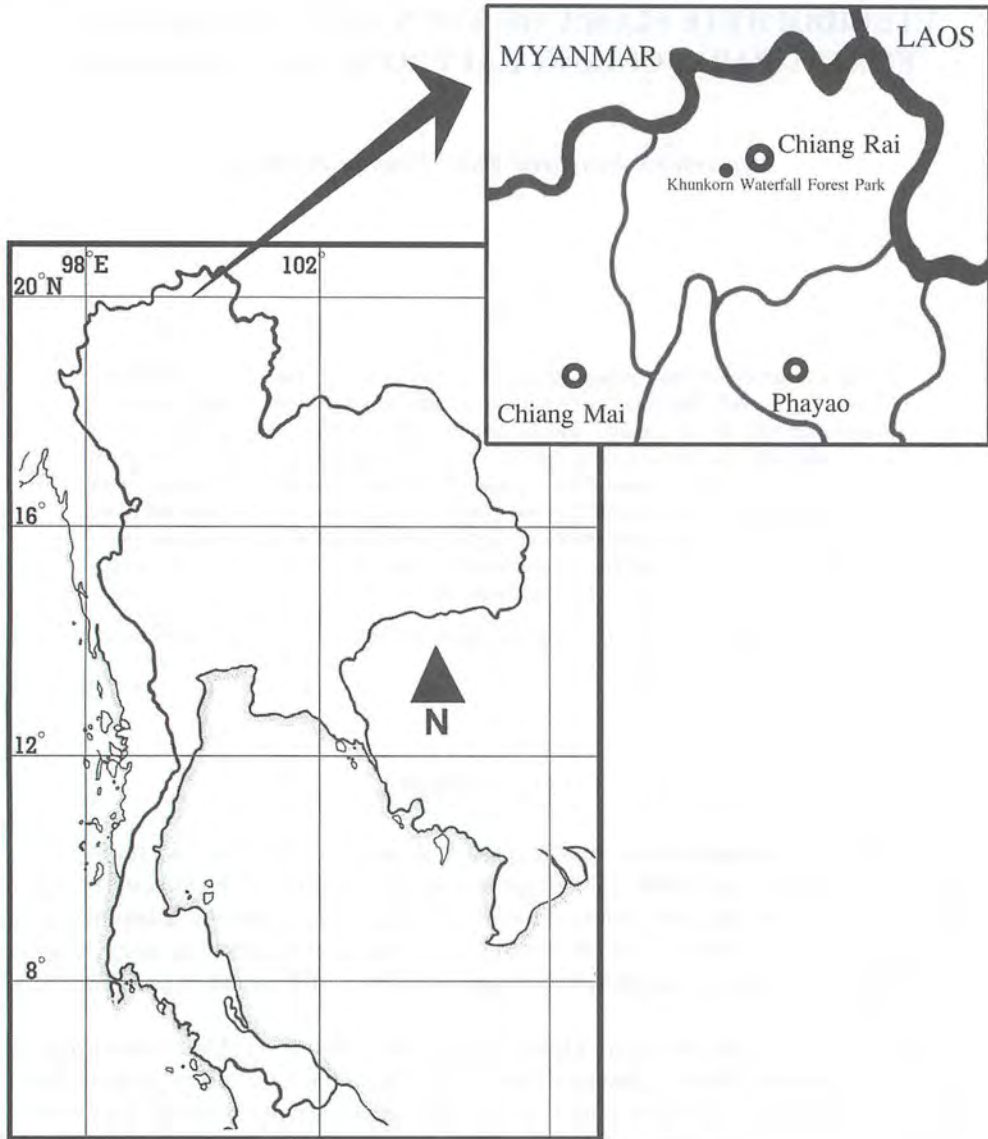 MYANMAR
LAOS
Chiang Rai
Khunkorn Waterfall Forest Park
Chiang Mai
Phayao
98°E
102°
20°N
16°
12°
8°
N